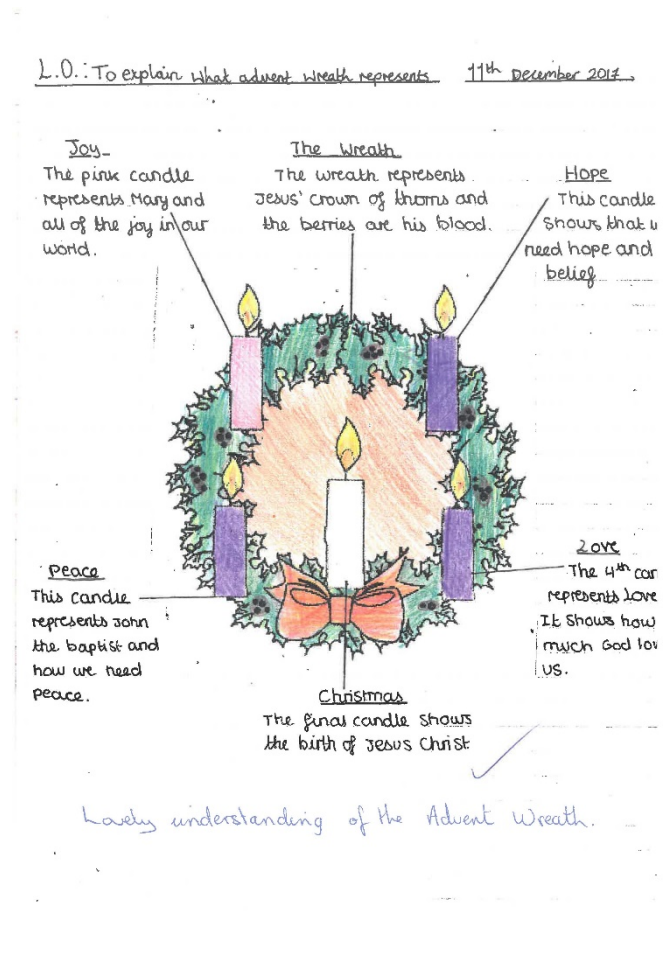 L.O.: To explain what advent wreath represents 11th December 2017
Joy
The pink candle
represents Mary and
all of the joy in our
world.
The Wreath
The wreath represents
Jesus' crown of thorns and
the berries are his blood.
Hope
This candle
shows that
need hope and
belief
Peace
This candle
represents John
the baptist and
how we need
peace.
Love
The 4th
represents love
It shows how
much God
us.
Christmas
The final candle shows
the birth of Jesus Christ
Lovely understanding of the Advent Wreath.